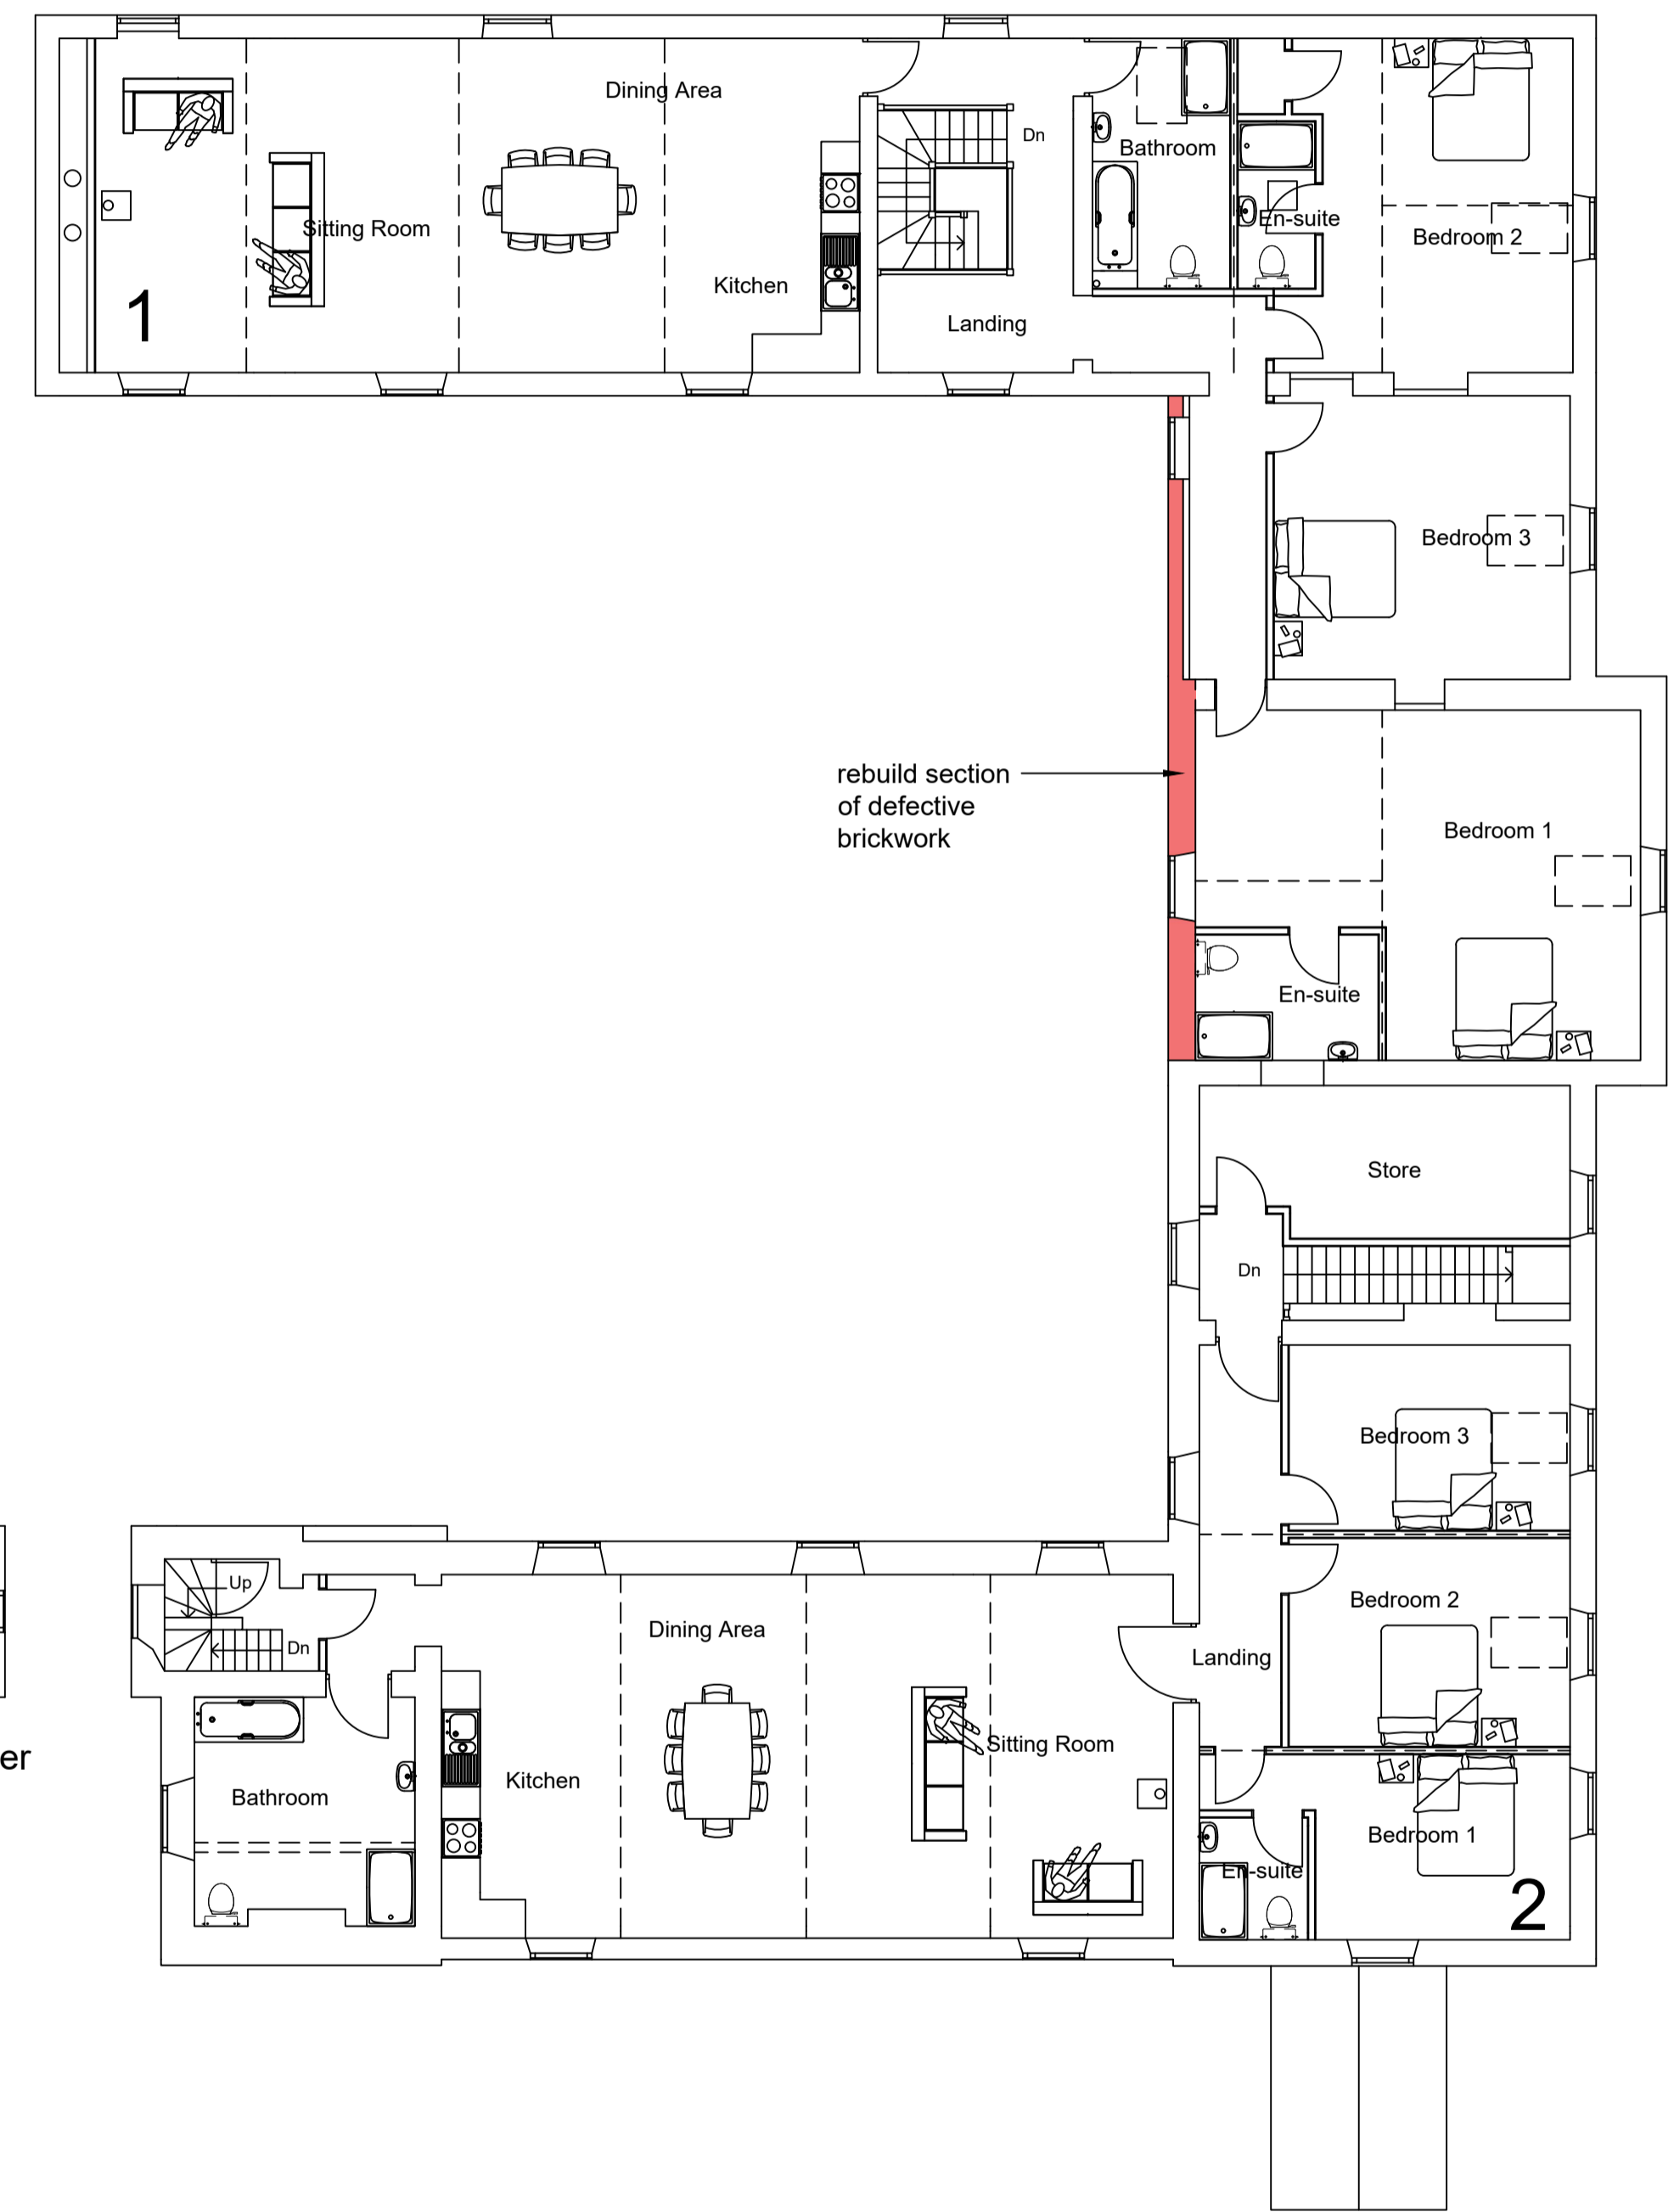 Dining Area
Dn
Bathroom
Sitting Room
En-suite
Bedroom 2
Kitchen
1
Landing
Bedroom 3
rebuild section
of defective
brickwork
Bedroom 1
En-suite
Store
Dn
Bedroom 3
Up
Bedroom 2
Dining Area
Dn
Landing
Sitting Room
er
Kitchen
Bathroom
Bedroom 1
En-suite
2